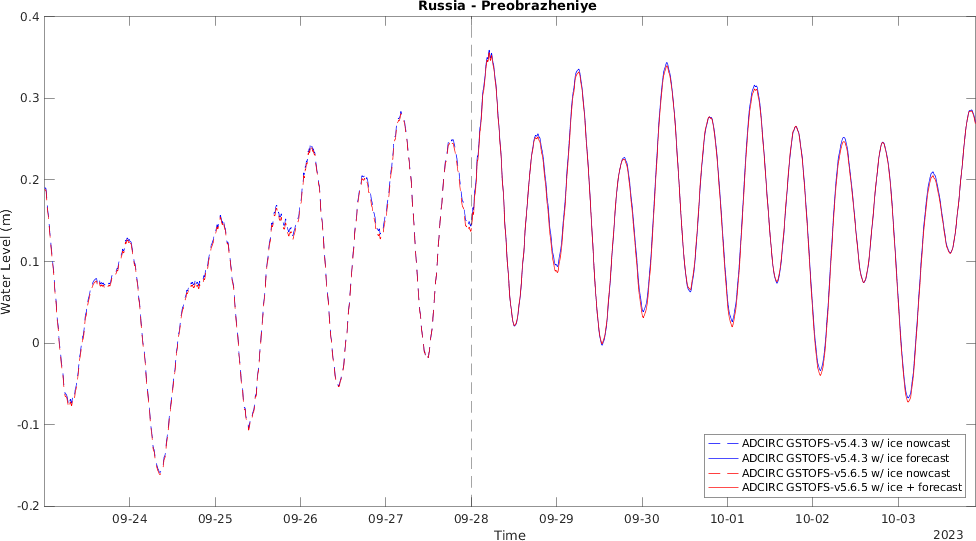 Russia - Preobrazheniye
0.4
0.3
0.2
0.1
0
-0.1
-0.2
Water Level (m)
ADCIRC GSTOFS-v5.4.3 w/ ice nowcast
ADCIRC GSTOFS-v5.4.3 w/ ice forecast
ADCIRC GSTOFS-v5.6.5 w/ ice nowcast
ADCIRC GSTOFS-v5.6.5 w/ ice + forecast
09-24
09-25
09-26
09-27
09-28
09-29
09-30
10-01
10-02
10-03
Time
2023